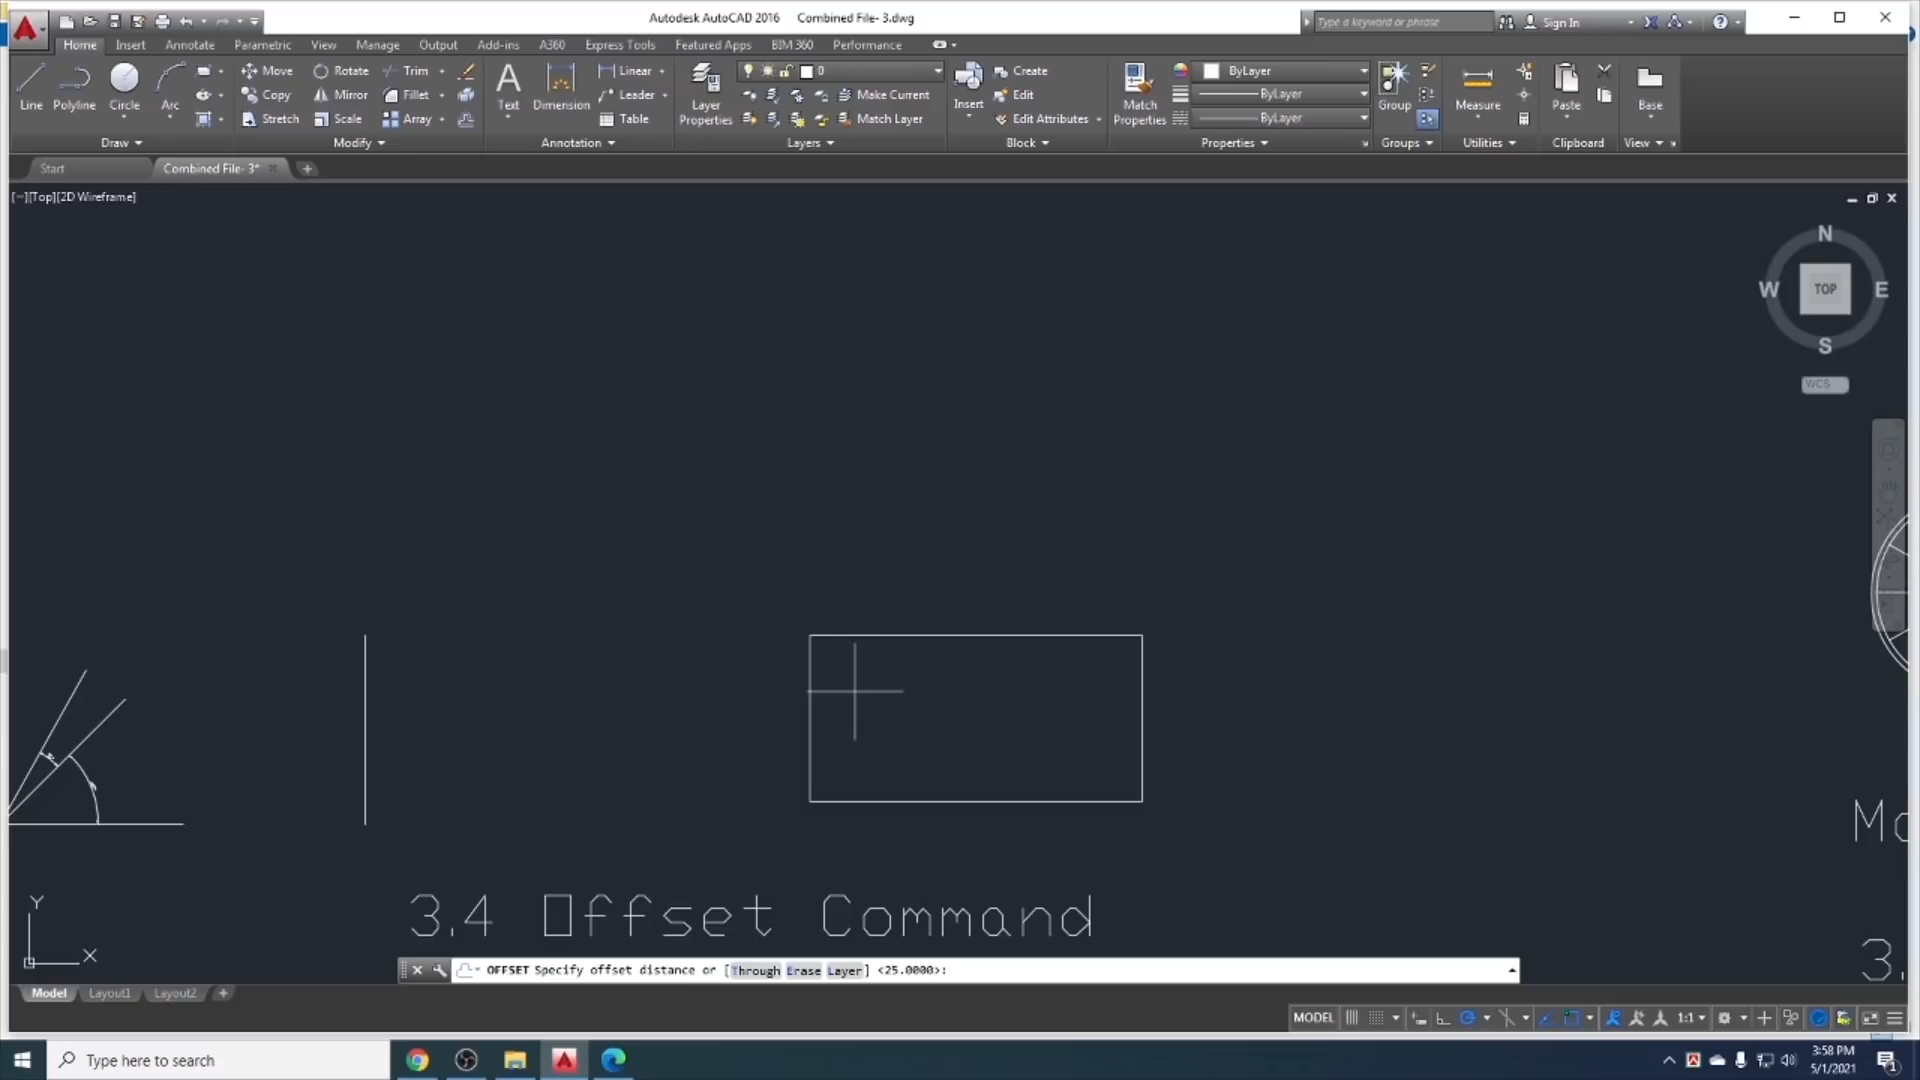 Autodesk AutoCAD 2016 Combined File- 3.dwg
Type a keyword or phrase
Sign In
Home Insert Annotate Parametric View Manage Output Add-ins A360 Express Tools Featured Apps BIM 360 Performance
Move Rotate Trim Linear 0 Create ByLayer
Copy Mirror Fillet Leader Make Current Edit ByLayer
Line Polyline Circle Arc Text Dimension Layer Properties Insert Match Properties Group Measure Paste Base
Stretch Scale Array Table Match Layer Edit Attributes ByLayer
Draw Modify Annotation Layers Block Properties Groups Utilities Clipboard View
Start Combined File- 3*
[−][Top][2D Wireframe]
N
W TOP E
S
WCS
3.4 Offset Command
Y
X
OFFSET Specify offset distance or [Through Erase Layer] <25.0000>:
Model Layout1 Layout2
MODEL 1:1
Type here to search
3:58 PM
5/1/2021
1